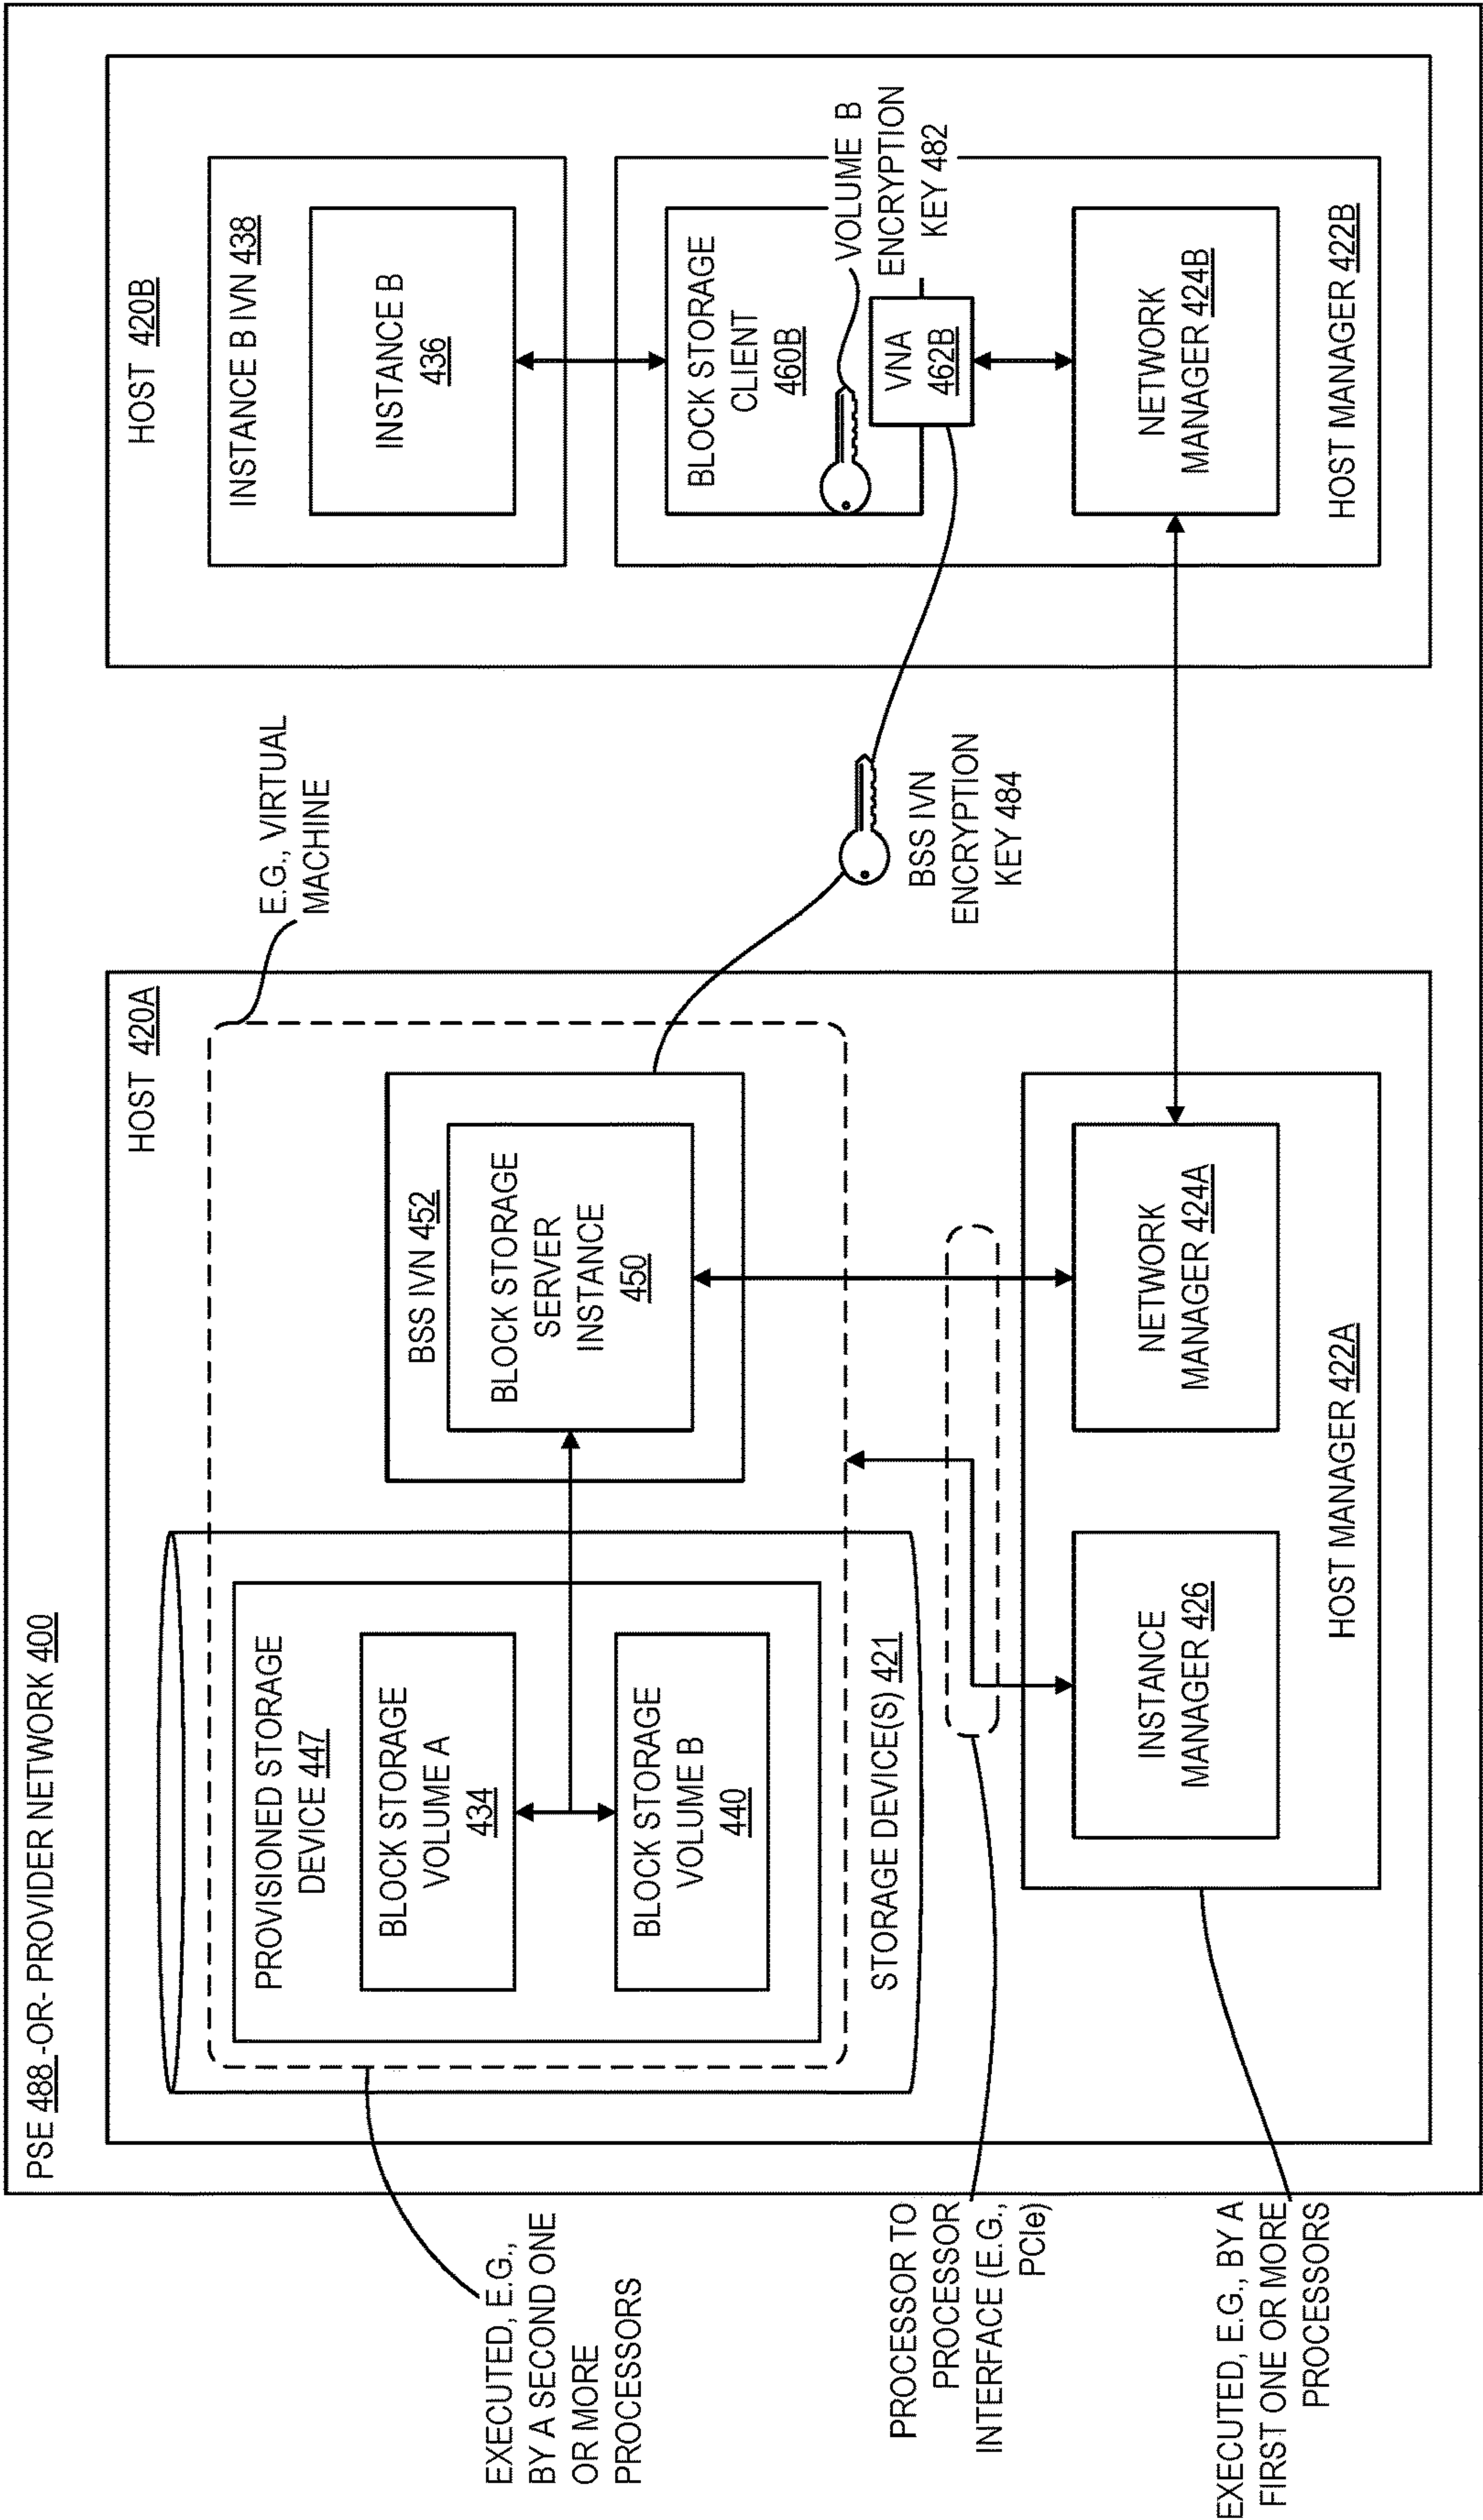 PSE 488 -OR- PROVIDER NETWORK 400
HOST 420A
PROVISIONED STORAGE
DEVICE 447
BLOCK STORAGE
VOLUME A
434
BLOCK STORAGE
VOLUME B
440
STORAGE DEVICE(S) 421
BSS IVN 452
BLOCK STORAGE
SERVER
INSTANCE
450
E.G., VIRTUAL
MACHINE
INSTANCE
MANAGER 426
NETWORK
MANAGER 424A
HOST MANAGER 422A
BSS IVN
ENCRYPTION
KEY 484
HOST 420B
INSTANCE B IVN 438
INSTANCE B
436
BLOCK STORAGE
CLIENT
460B
VOLUME B
ENCRYPTION
KEY 482
VNA
462B
NETWORK
MANAGER 424B
HOST MANAGER 422B
EXECUTED, E.G.,
BY A SECOND ONE
OR MORE
PROCESSORS
PROCESSOR TO
PROCESSOR
INTERFACE (E.G.,
PCIe)
EXECUTED, E.G., BY A
FIRST ONE OR MORE
PROCESSORS